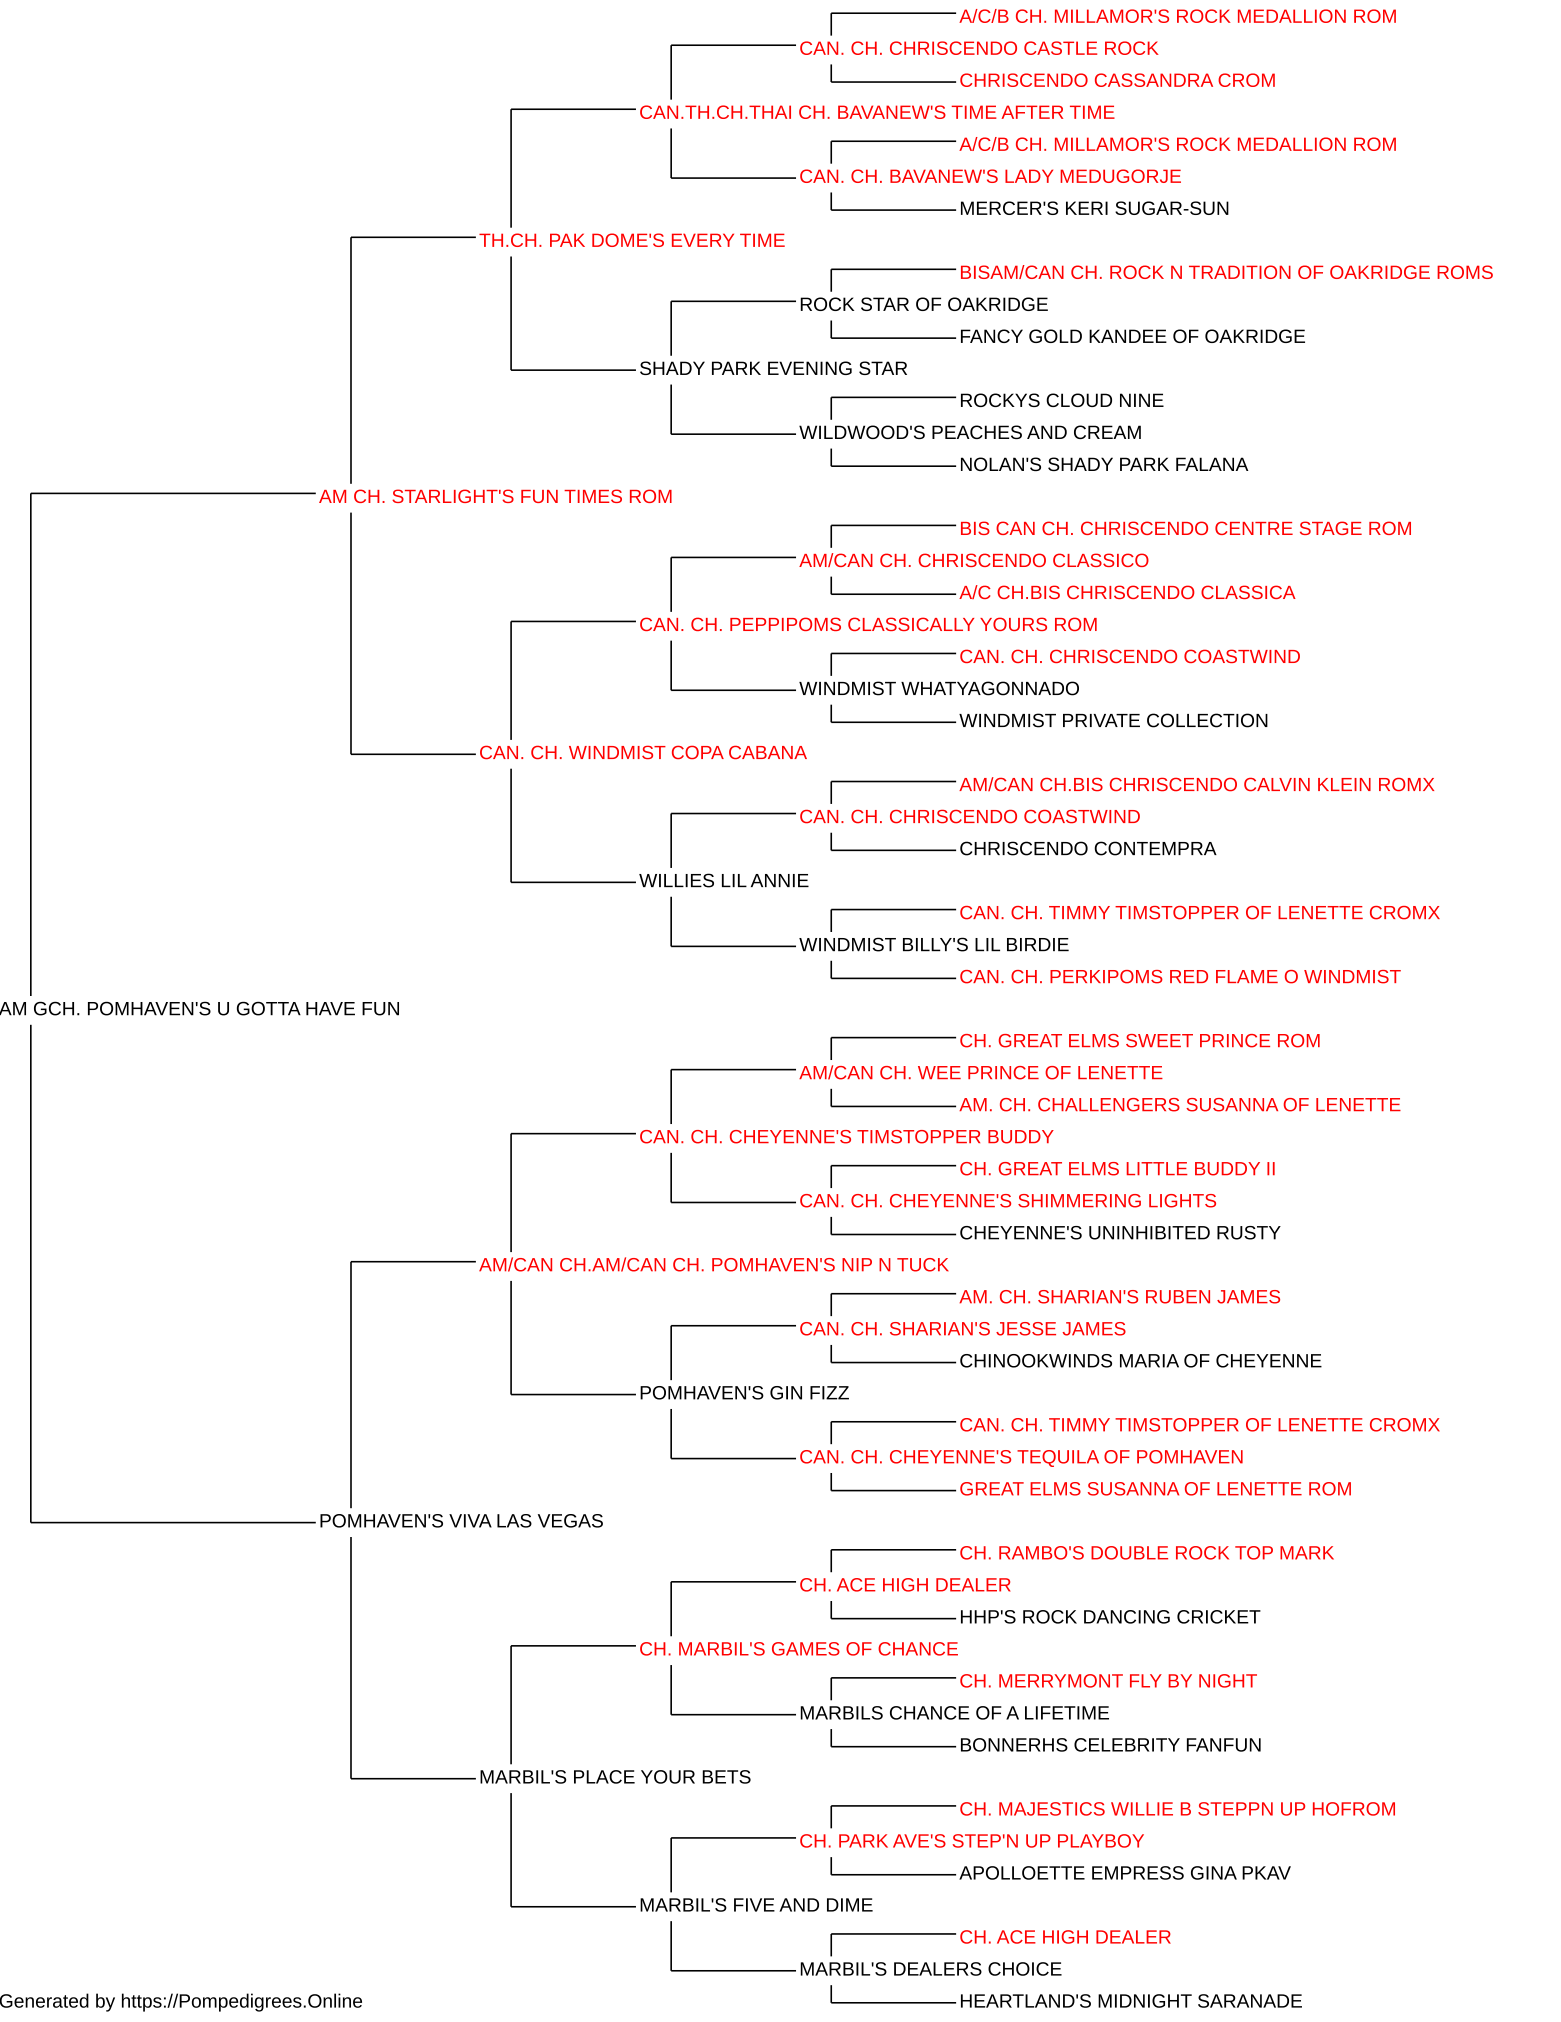 A/C/B CH. MILLAMOR'S ROCK MEDALLION ROM
CAN. CH. CHRISCENDO CASTLE ROCK
CHRISCENDO CASSANDRA CROM
CAN.TH.CH.THAI CH. BAVANEW'S TIME AFTER TIME
A/C/B CH. MILLAMOR'S ROCK MEDALLION ROM
CAN. CH. BAVANEW'S LADY MEDUGORJE
MERCER'S KERI SUGAR-SUN
TH.CH. PAK DOME'S EVERY TIME
BISAM/CAN CH. ROCK N TRADITION OF OAKRIDGE ROMS
ROCK STAR OF OAKRIDGE
FANCY GOLD KANDEE OF OAKRIDGE
SHADY PARK EVENING STAR
ROCKYS CLOUD NINE
WILDWOOD'S PEACHES AND CREAM
NOLAN'S SHADY PARK FALANA
AM CH. STARLIGHT'S FUN TIMES ROM
BIS CAN CH. CHRISCENDO CENTRE STAGE ROM
AM/CAN CH. CHRISCENDO CLASSICO
A/C CH.BIS CHRISCENDO CLASSICA
CAN. CH. PEPPIPOMS CLASSICALLY YOURS ROM
CAN. CH. CHRISCENDO COASTWIND
WINDMIST WHATYAGONNADO
WINDMIST PRIVATE COLLECTION
CAN. CH. WINDMIST COPA CABANA
AM/CAN CH.BIS CHRISCENDO CALVIN KLEIN ROMX
CAN. CH. CHRISCENDO COASTWIND
CHRISCENDO CONTEMPRA
WILLIES LIL ANNIE
CAN. CH. TIMMY TIMSTOPPER OF LENETTE CROMX
WINDMIST BILLY'S LIL BIRDIE
CAN. CH. PERKIPOMS RED FLAME O WINDMIST
AM GCH. POMHAVEN'S U GOTTA HAVE FUN
CH. GREAT ELMS SWEET PRINCE ROM
AM/CAN CH. WEE PRINCE OF LENETTE
AM. CH. CHALLENGERS SUSANNA OF LENETTE
CAN. CH. CHEYENNE'S TIMSTOPPER BUDDY
CH. GREAT ELMS LITTLE BUDDY II
CAN. CH. CHEYENNE'S SHIMMERING LIGHTS
CHEYENNE'S UNINHIBITED RUSTY
AM/CAN CH.AM/CAN CH. POMHAVEN'S NIP N TUCK
AM. CH. SHARIAN'S RUBEN JAMES
CAN. CH. SHARIAN'S JESSE JAMES
CHINOOKWINDS MARIA OF CHEYENNE
POMHAVEN'S GIN FIZZ
CAN. CH. TIMMY TIMSTOPPER OF LENETTE CROMX
CAN. CH. CHEYENNE'S TEQUILA OF POMHAVEN
GREAT ELMS SUSANNA OF LENETTE ROM
POMHAVEN'S VIVA LAS VEGAS
CH. RAMBO'S DOUBLE ROCK TOP MARK
CH. ACE HIGH DEALER
HHP'S ROCK DANCING CRICKET
CH. MARBIL'S GAMES OF CHANCE
CH. MERRYMONT FLY BY NIGHT
MARBILS CHANCE OF A LIFETIME
BONNERHS CELEBRITY FANFUN
MARBIL'S PLACE YOUR BETS
CH. MAJESTICS WILLIE B STEPPN UP HOFROM
CH. PARK AVE'S STEP'N UP PLAYBOY
APOLLOETTE EMPRESS GINA PKAV
MARBIL'S FIVE AND DIME
CH. ACE HIGH DEALER
MARBIL'S DEALERS CHOICE
HEARTLAND'S MIDNIGHT SARANADE
Generated by https://Pompedigrees.Online